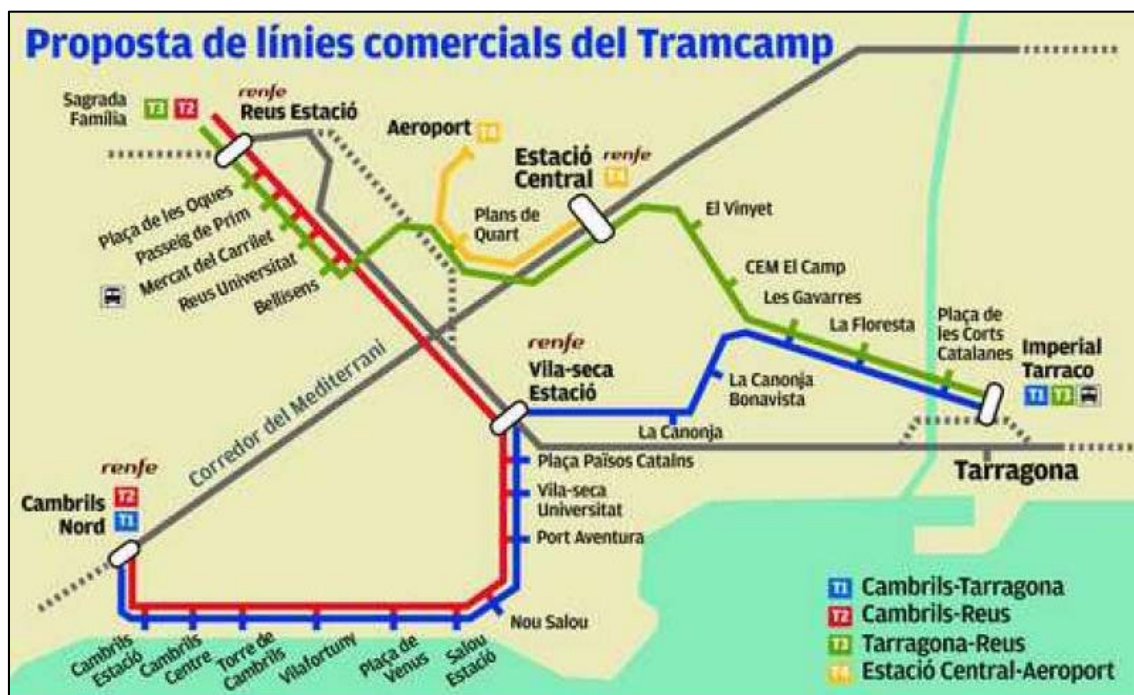 Proposta de línies comercials del Tramcamp
Sagrada
Família
T3 T2
renfe
Reus Estació
Aeroport T4
Estació
Central
renfe
T4
Plaça de les Oques
Passeig de Prim
Mercat del Carrilet
Reus Universitat
Bellisens
Plans de
Quart
El Vinyet
CEM El Camp
Les Gavarres
La Floresta
Plaça de
les Corts
Catalanes
Imperial
Tarraco
T1 T3
Corredor del Mediterrani
renfe
Vila-seca
Estació
La Canonja
Bonavista
La Canonja
Tarragona
renfe
Cambrils
Nord
T2
T1
Plaça Països Catalns
Vila-seca
Universitat
Port Aventura
Nou Salou
Cambrils
Estació
Cambrils
Centre
Torre de
Cambrils
Vilafortuny
Plaça de
Venus
Salou
Estació
T1 Cambrils-Tarragona
T2 Cambrils-Reus
T3 Tarragona-Reus
T4 Estació Central-Aeroport